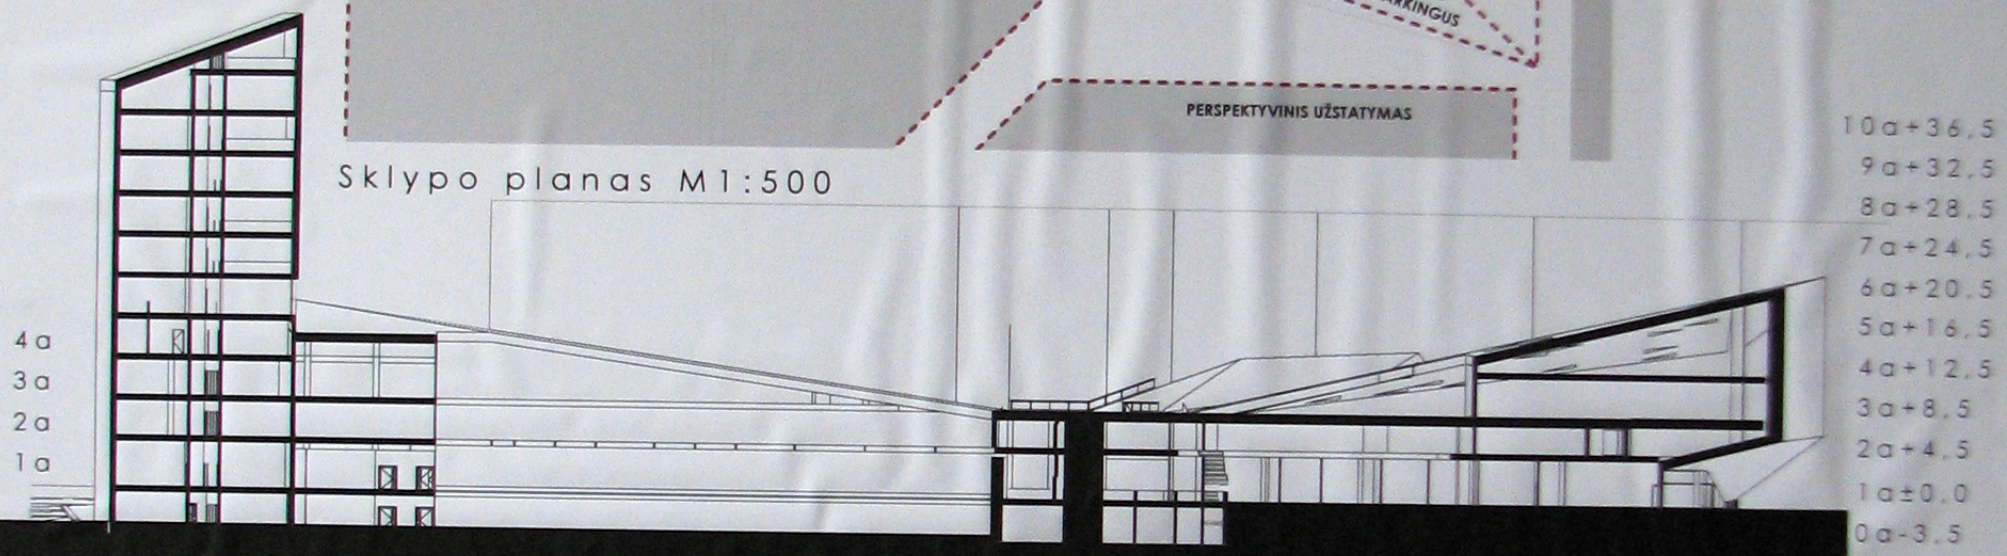 PERSPEKTYVINIS UŽSTATYMAS
Sklypo planas M1:500
4a
3a
2a
1a
10a+36.5
9a+32.5
8a+28.5
7a+24.5
6a+20.5
5a+16.5
4a+12.5
3a+8.5
2a+4.5
1a±0.0
0a-3.5